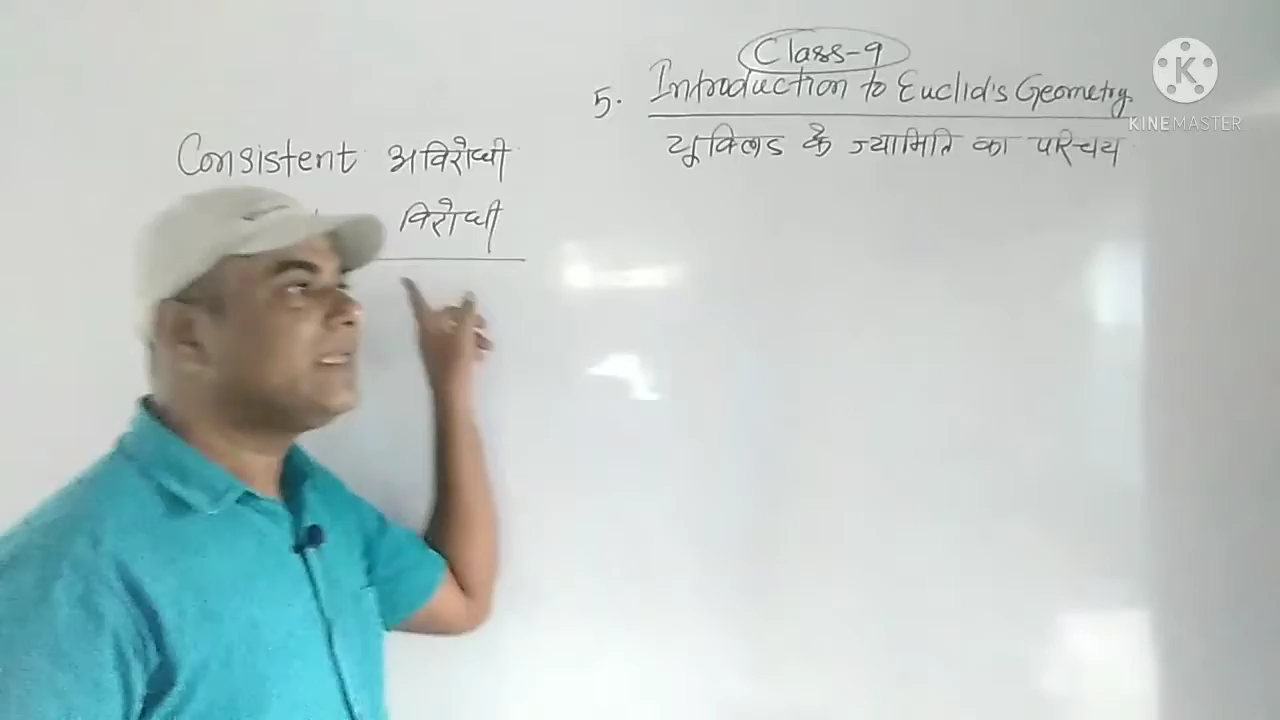 Class-9
5. Introduction to Euclid's Geometry.
यूक्लिड के ज्यामिति का परिचय
Consistent अविरोधी
विरोधी
K
KINEMASTER